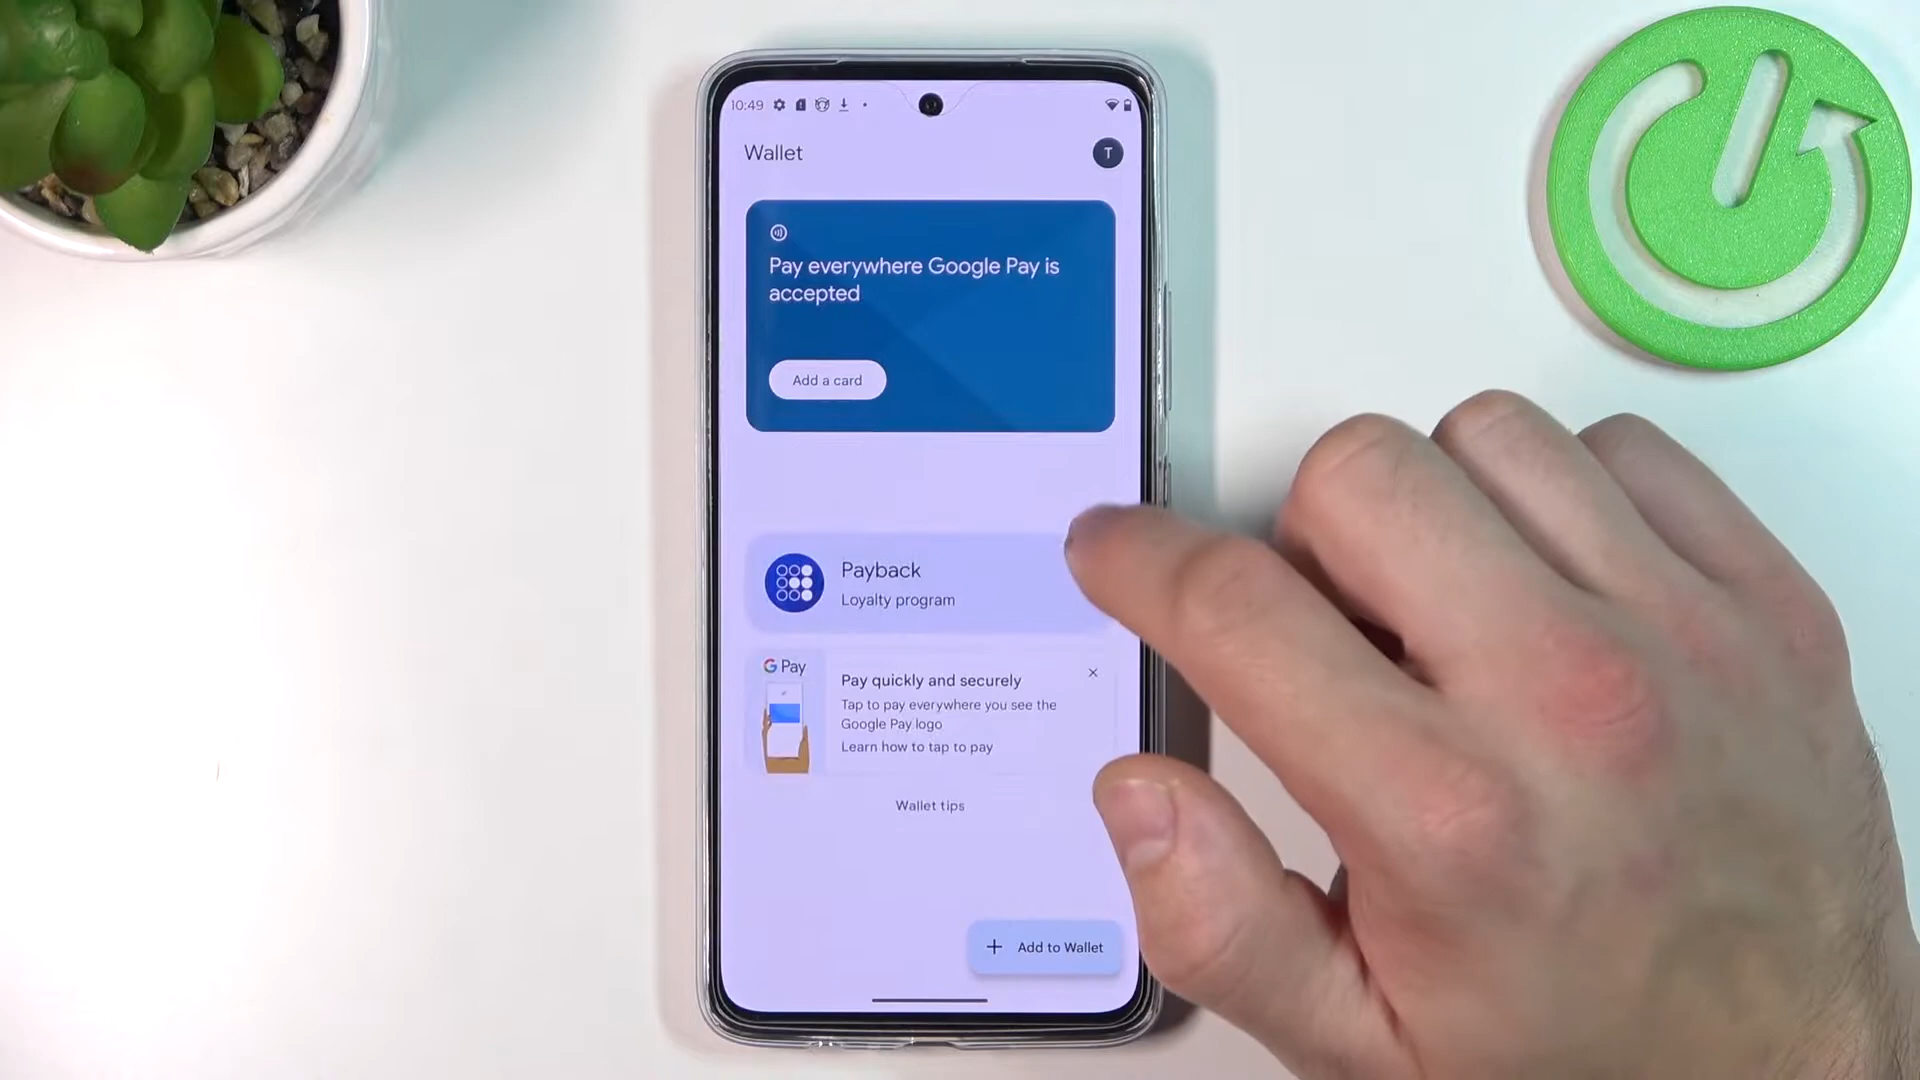 10:49
Wallet
T
Pay everywhere Google Pay is
accepted
Add a card
Payback
Loyalty program
G Pay
Pay quickly and securely
Tap to pay everywhere you see the
Google Pay logo
Learn how to tap to pay
Wallet tips
+ Add to Wallet